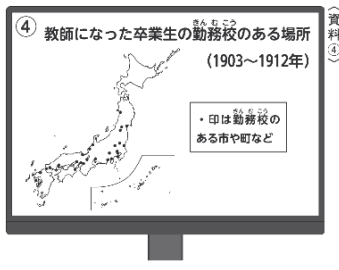 ④ 教師になった卒業生の勤務校のある場所
（1903～1912年）
・印は勤務校の
ある市や町など
（資料④）